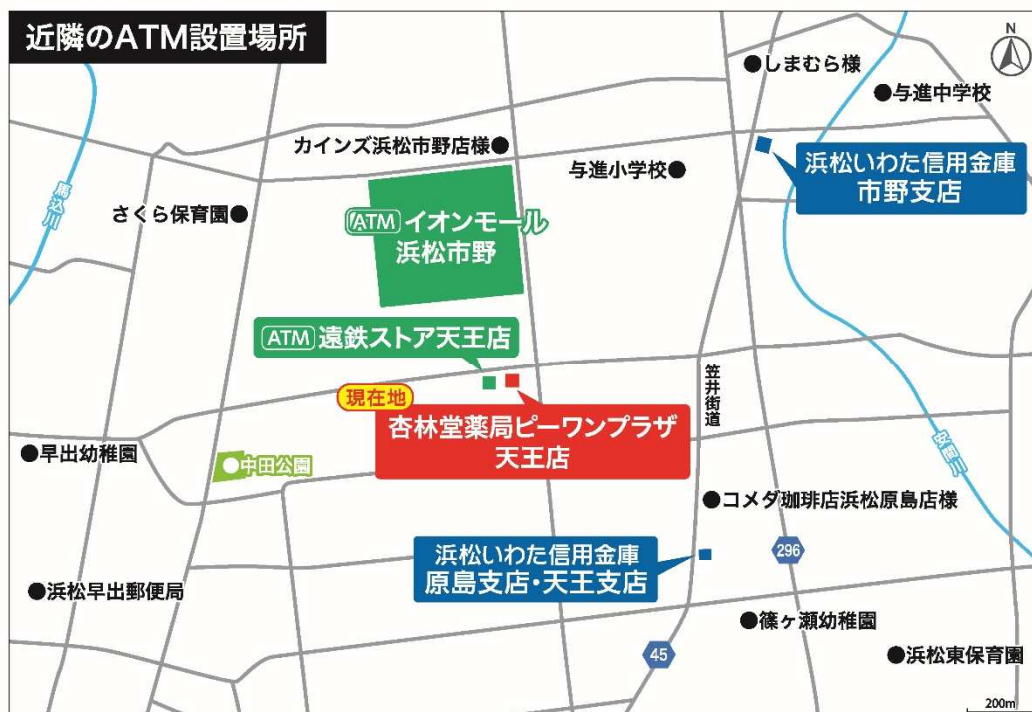 近隣のATM設置場所
N
●しまむら様
●与進中学校
カインズ浜松市野店様●
与進小学校●
浜松いわた信用金庫
市野支店
馬込川
さくら保育園●
ATM イオンモール
浜松市野
ATM 遠鉄ストア天王店
笠井街道
現在地
杏林堂薬局ピーワンプラザ
天王店
安間川
●早出幼稚園
●中田公園
●コメダ珈琲店浜松原島店様
浜松いわた信用金庫
原島支店・天王支店
296
●浜松早出郵便局
●篠ヶ瀬幼稚園
45
●浜松東保育園
200m